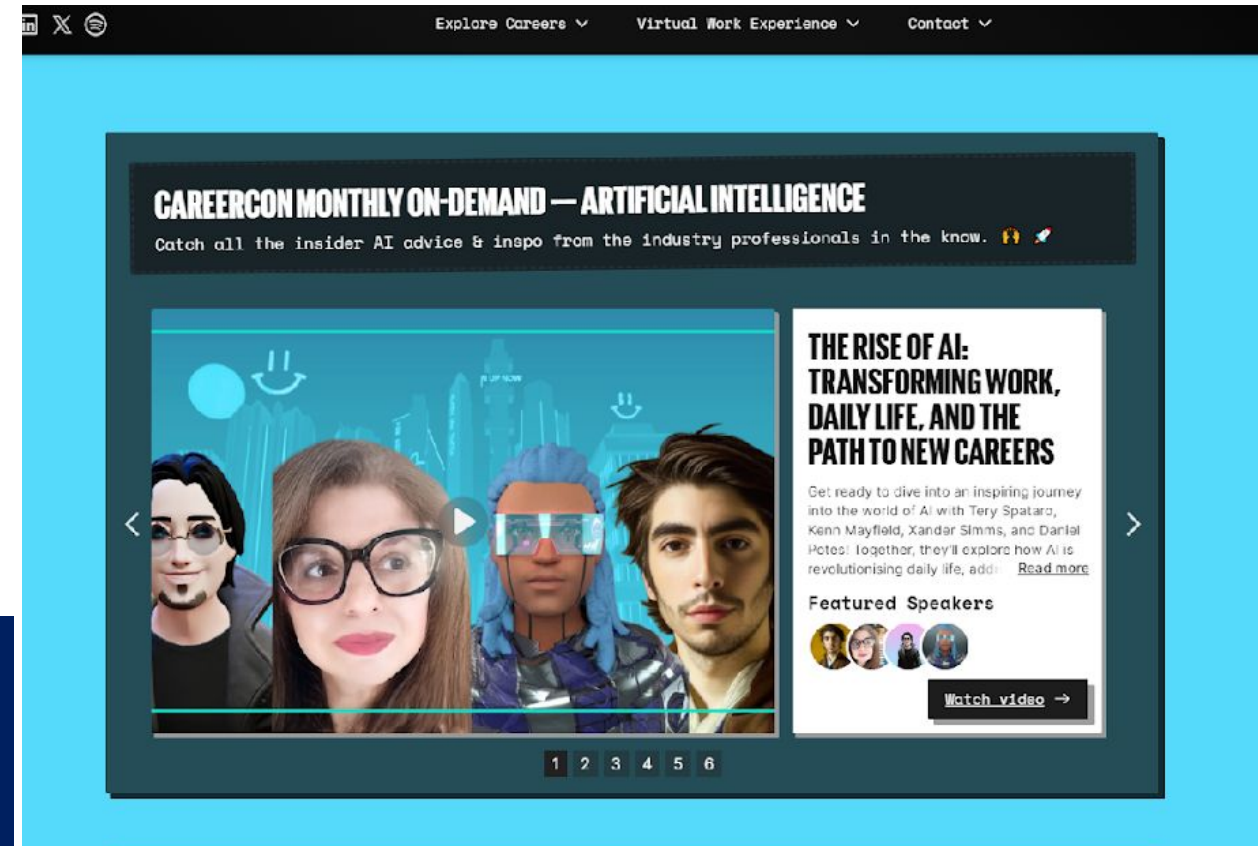 in
Explore Careers
Virtual Work Experience
Contact
CAREERCON MONTHLY ON-DEMAND — ARTIFICIAL INTELLIGENCE
Catch all the insider AI advice & inspo from the industry professionals in the know. 🙌 🚀
THE RISE OF AI:
TRANSFORMING WORK,
DAILY LIFE, AND THE
PATH TO NEW CAREERS
Get ready to dive into an inspiring journey
into the world of AI with Tery Spataro,
Kenn Mayfield, Xander Simms, and Daniel
Potes! Together, they'll explore how AI is
revolutionising daily life, addr Read more
Featured Speakers
Watch video →
1 2 3 4 5 6